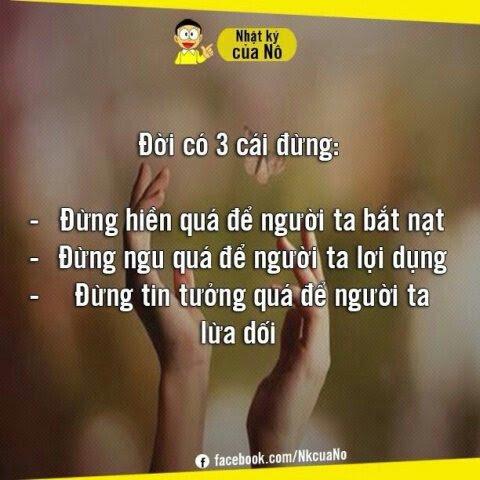 Nhật ký
của Nô
Đời có 3 cái đừng:
- Đừng hiền quá để người ta bắt nạt
- Đừng ngu quá để người ta lợi dụng
- Đừng tin tưởng quá để người ta
lừa dối
facebook.com/NkcuaNo